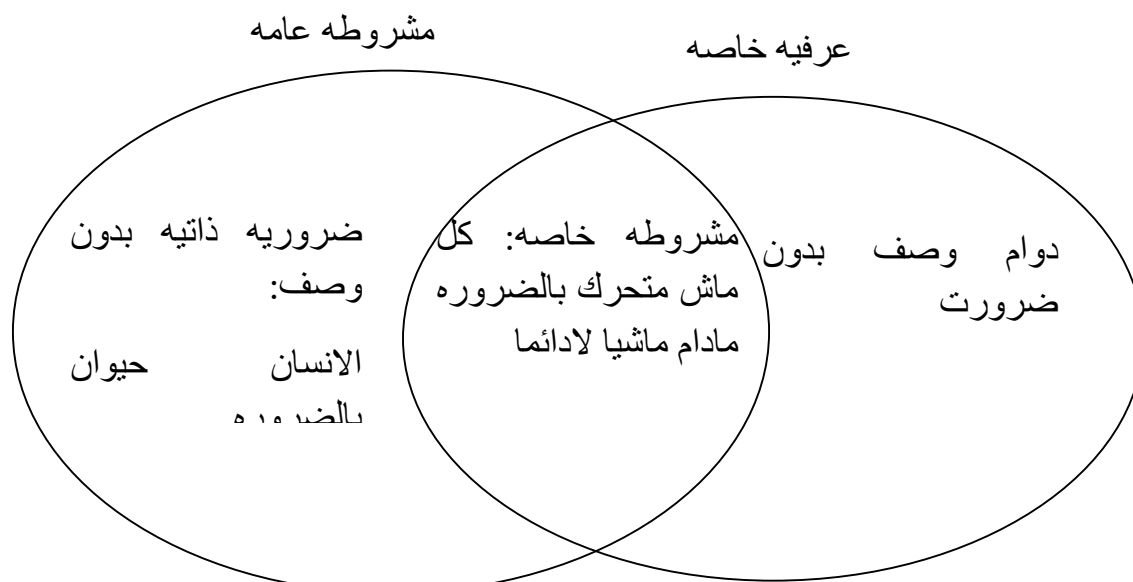 مشروطه عامه
عرفيه خاصه
ضروريه ذاتيه بدون
وصف:
الانسان حيوان
بالضروره
مشروطه خاصه: كل
ماش متحرك بالضروره
مادام ماشيا لادائما
دوام وصف بدون
ضرورت